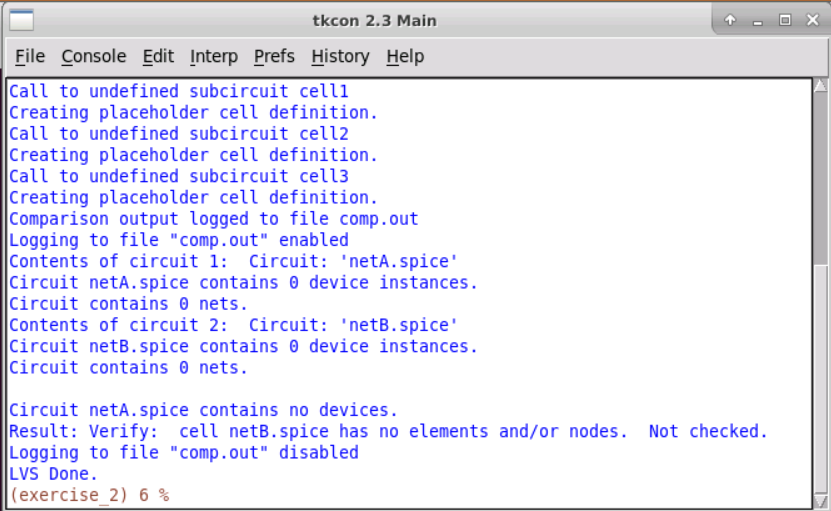 tkcon 2.3 Main
File Console Edit Interp Prefs History Help
Call to undefined subcircuit cell1
Creating placeholder cell definition.
Call to undefined subcircuit cell2
Creating placeholder cell definition.
Call to undefined subcircuit cell3
Creating placeholder cell definition.
Comparison output logged to file comp.out
Logging to file "comp.out" enabled
Contents of circuit 1:  Circuit: 'netA.spice'
Circuit netA.spice contains 0 device instances.
Circuit contains 0 nets.
Contents of circuit 2:  Circuit: 'netB.spice'
Circuit netB.spice contains 0 device instances.
Circuit contains 0 nets.

Circuit netA.spice contains no devices.
Result: Verify:  cell netB.spice has no elements and/or nodes.  Not checked.
Logging to file "comp.out" disabled
LVS Done.
(exercise_2) 6 %